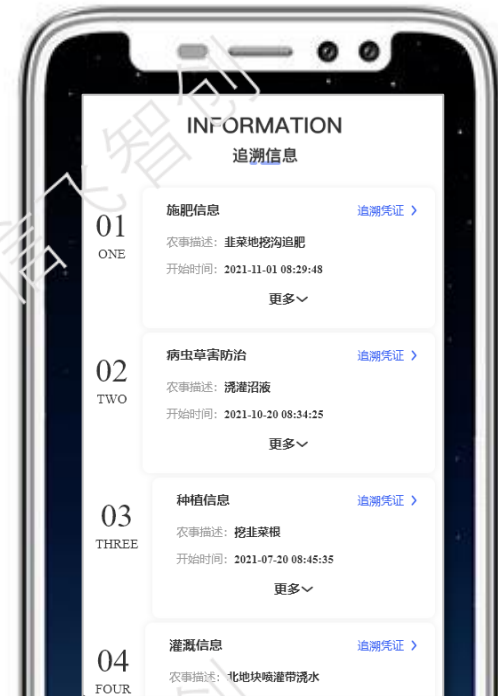 INFORMATION
追溯信息
01
ONE
施肥信息
追溯凭证
农事描述：韭菜地挖沟追肥
开始时间：2021-11-01 08:29:48
更多
02
TWO
病虫草害防治
追溯凭证
农事描述：浇灌沼液
开始时间：2021-10-20 08:34:25
更多
03
THREE
种植信息
追溯凭证
农事描述：挖韭菜根
开始时间：2021-07-20 08:45:35
更多
04
FOUR
灌溉信息
追溯凭证
农事描述：北地块喷灌带浇水
信飞智创